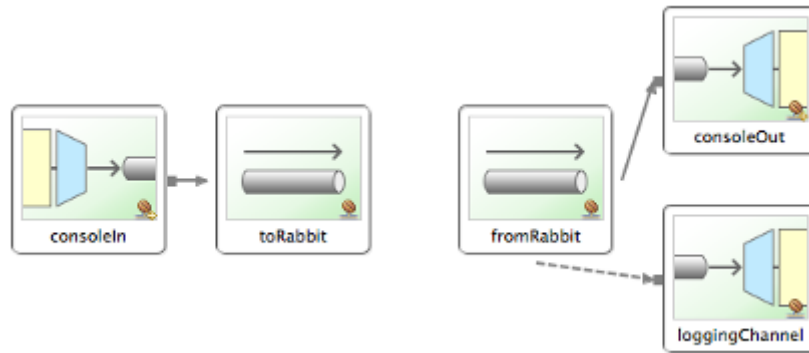 consoleIn
toRabbit
fromRabbit
consoleOut
loggingChannel